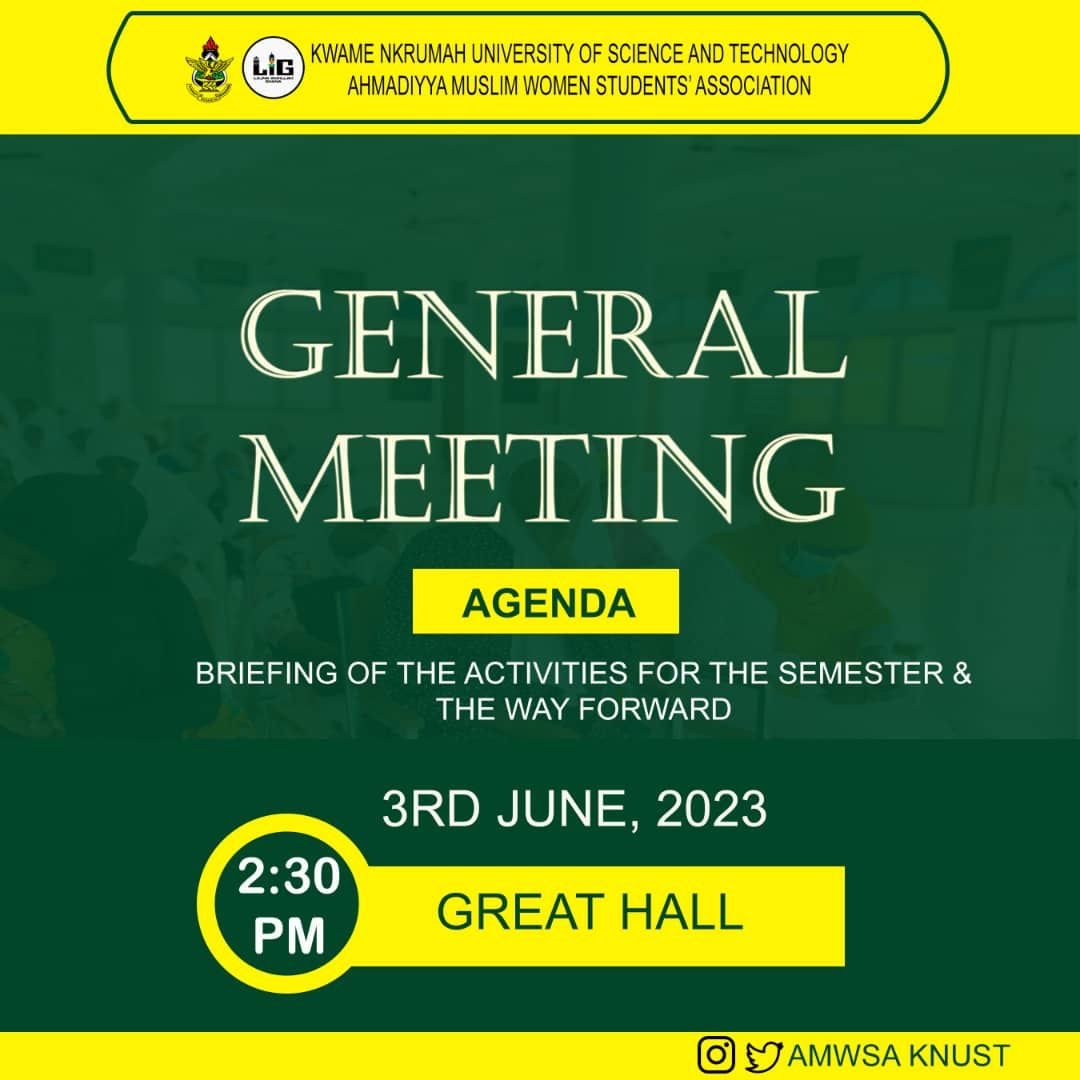 LIG
KWAME NKRUMAH UNIVERSITY OF SCIENCE AND TECHNOLOGY
AHMADIYYA MUSLIM WOMEN STUDENTS' ASSOCIATION
GENERAL
MEETING
AGENDA
BRIEFING OF THE ACTIVITIES FOR THE SEMESTER &
THE WAY FORWARD
3RD JUNE, 2023
2:30
PM
GREAT HALL
AMWSA KNUST